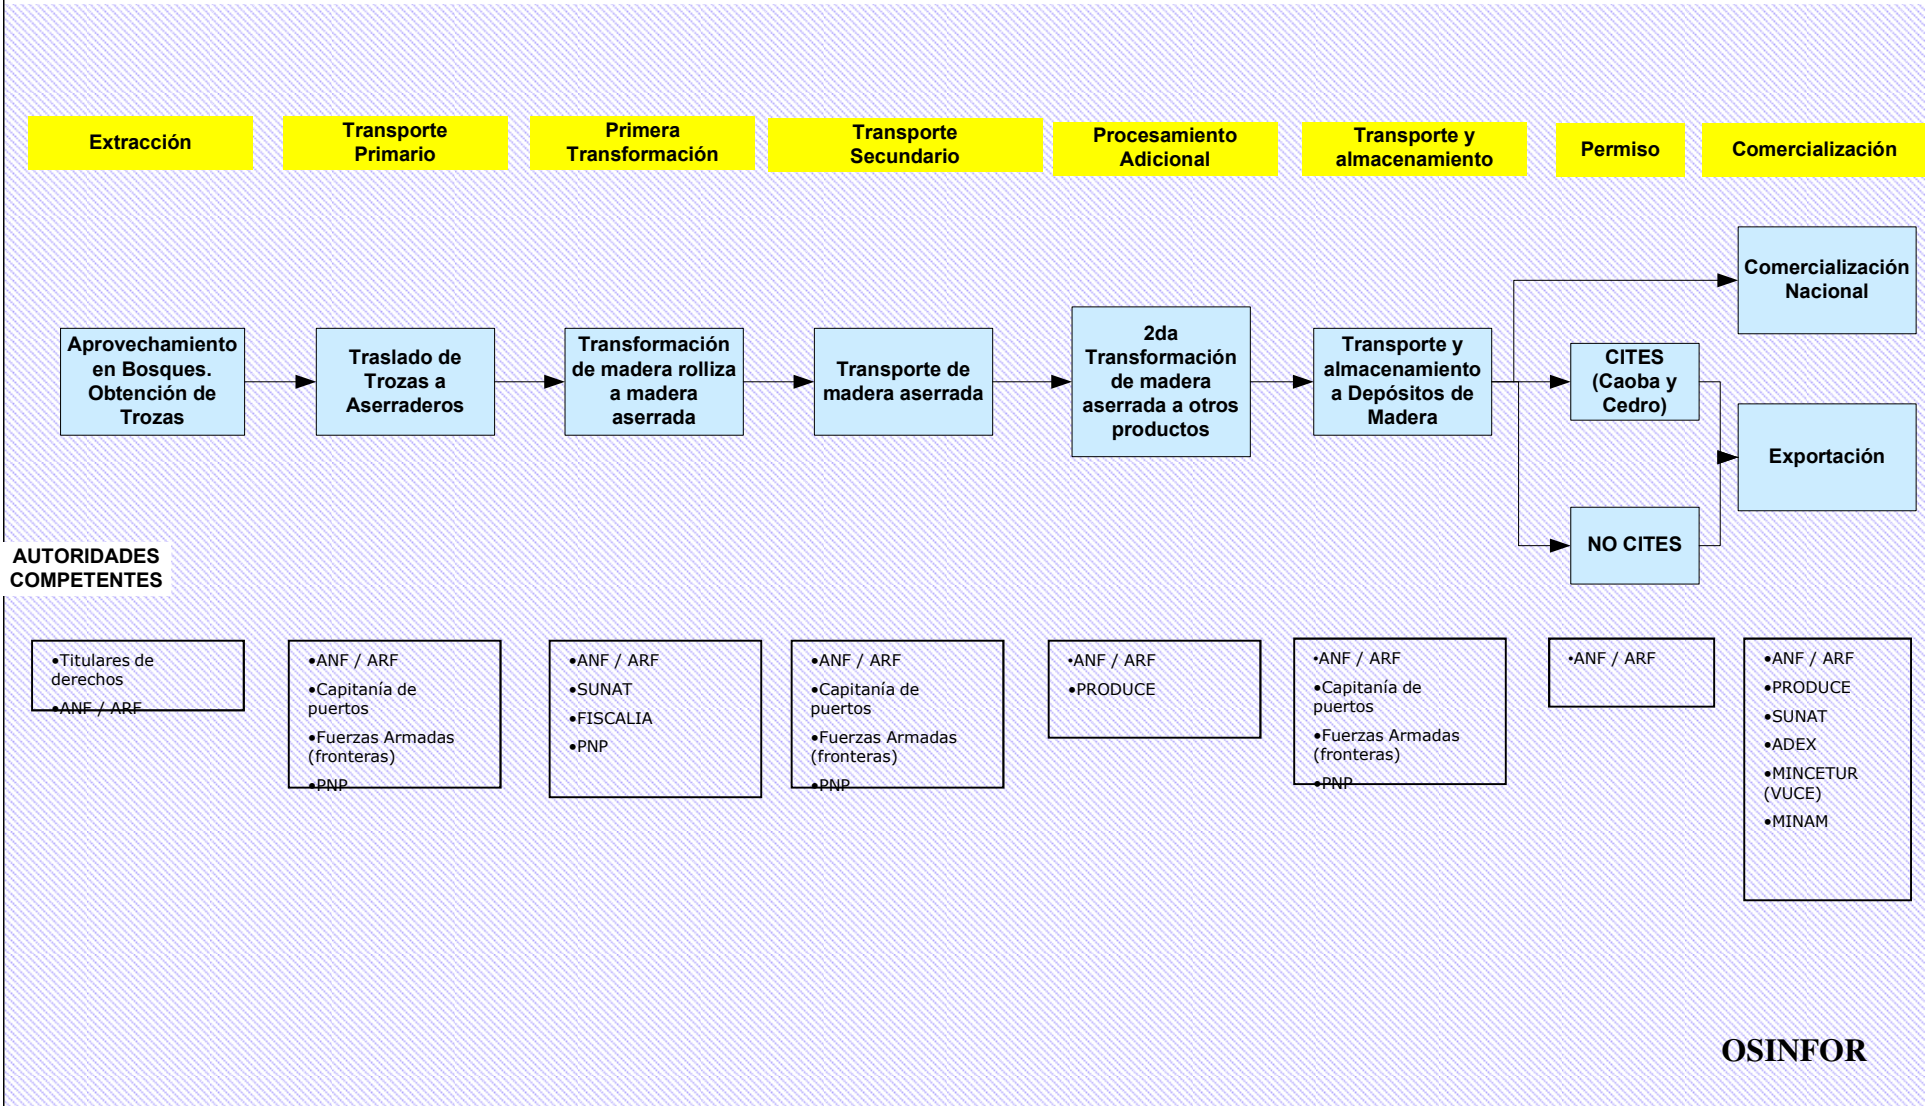 Extracción
Transporte
Primario
Primera
Transformación
Transporte
Secundario
Procesamiento
Adicional
Transporte y
almacenamiento
Permiso
Comercialización
Aprovechamiento
en Bosques.
Obtención de
Trozas
Traslado de
Trozas a
Aserraderos
Transformación
de madera rolliza
a madera
aserrada
Transporte de
madera aserrada
2da
Transformación
de madera
aserrada a otros
productos
Transporte y
almacenamiento
a Depósitos de
Madera
Comercialización
Nacional
CITES
(Caoba y
Cedro)
Exportación
NO CITES
AUTORIDADES
COMPETENTES
•Titulares de
derechos
•ANF / ARF
•ANF / ARF
•Capitanía de
puertos
•Fuerzas Armadas
(fronteras)
•PNP
•ANF / ARF
•SUNAT
•FISCALIA
•PNP
•ANF / ARF
•Capitanía de
puertos
•Fuerzas Armadas
(fronteras)
•PNP
•ANF / ARF
•PRODUCE
•ANF / ARF
•Capitanía de
puertos
•Fuerzas Armadas
(fronteras)
•PNP
•ANF / ARF
•ANF / ARF
•PRODUCE
•SUNAT
•ADEX
•MINCETUR
(VUCE)
•MINAM
OSINFOR